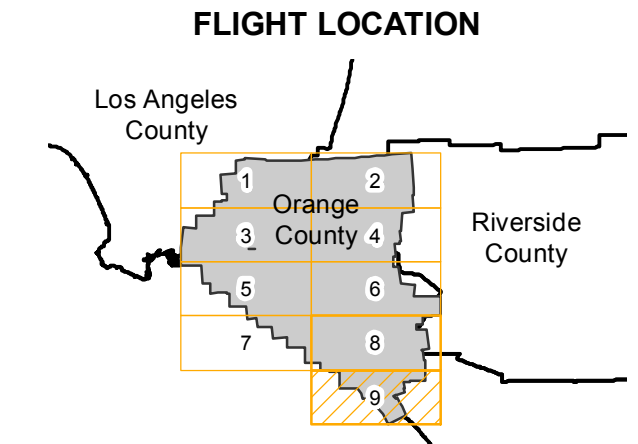 FLIGHT LOCATION
Los Angeles
County
1
2
Orange
County
3
4
Riverside
County
5
6
7
8
9